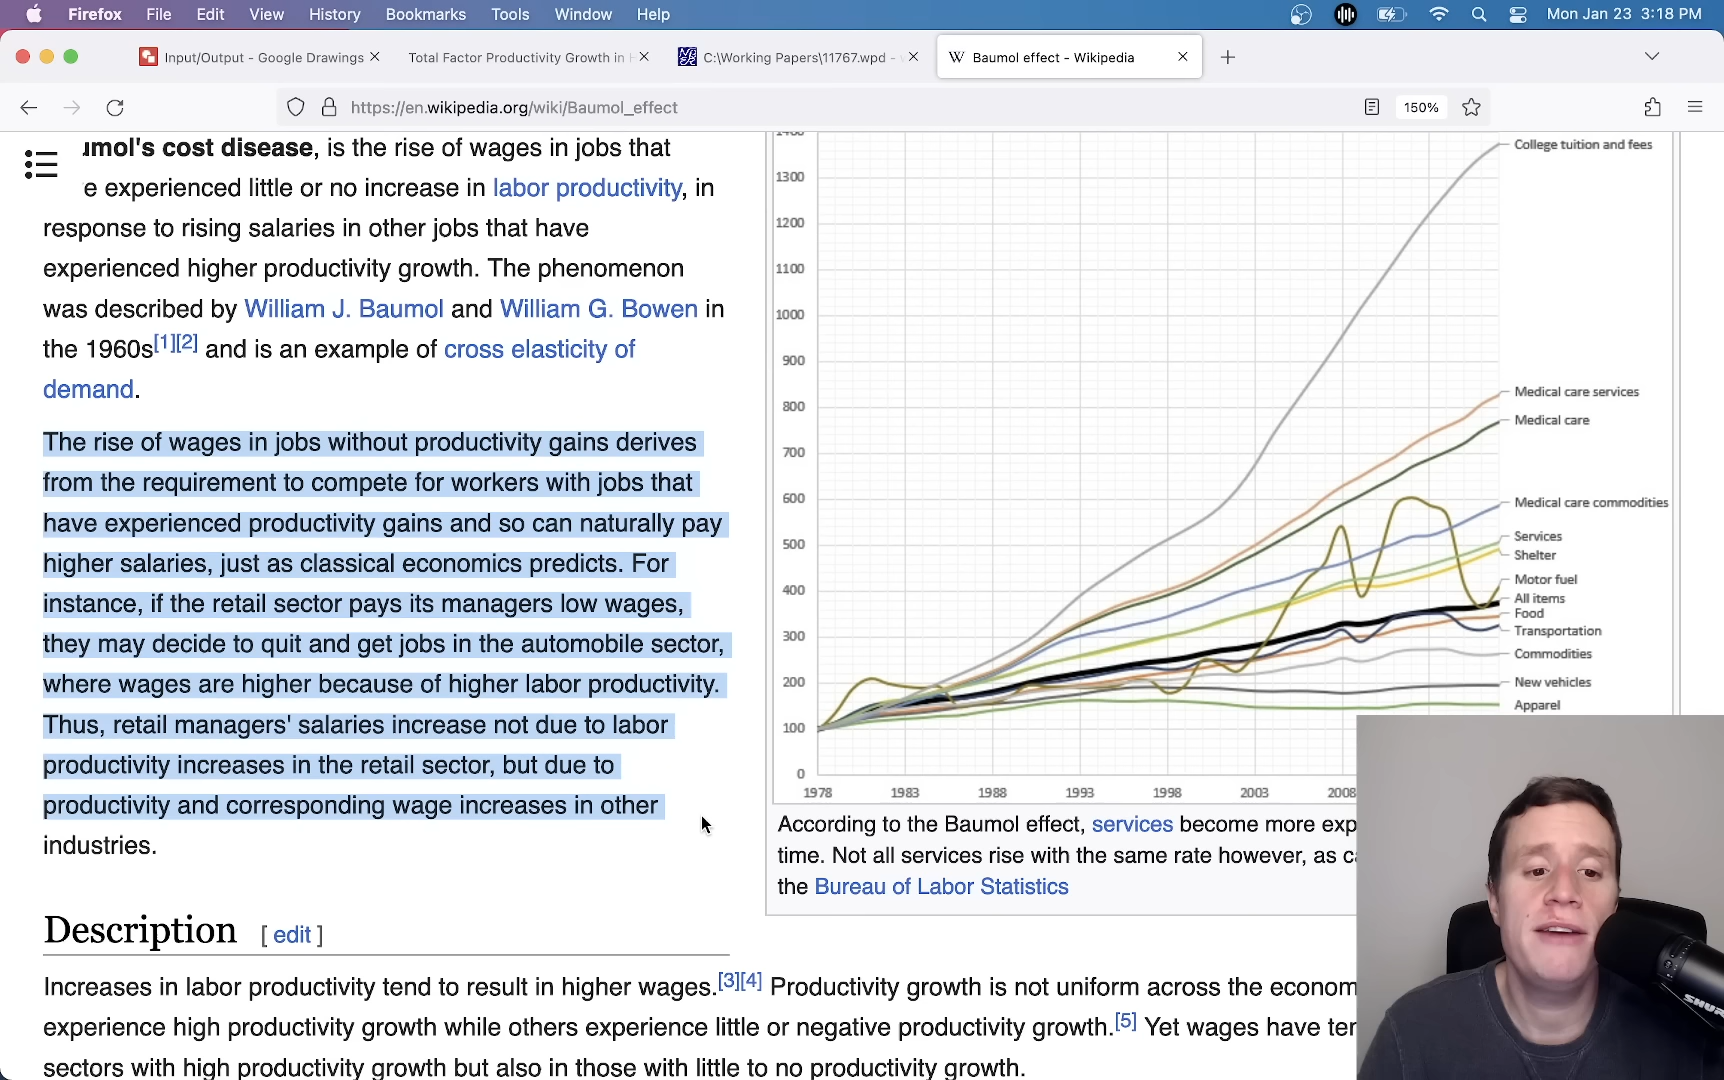 Firefox File Edit View History Bookmarks Tools Window Help Mon Jan 23 3:18 PM
Input/Output - Google Drawings
Total Factor Productivity Growth in
C:\Working Papers\11767.wpd -
Baumol effect - Wikipedia
https://en.wikipedia.org/wiki/Baumol_effect
150%
umol's cost disease, is the rise of wages in jobs that
e experienced little or no increase in labor productivity, in
response to rising salaries in other jobs that have
experienced higher productivity growth. The phenomenon
was described by William J. Baumol and William G. Bowen in
the 1960s[1][2] and is an example of cross elasticity of
demand.
The rise of wages in jobs without productivity gains derives
from the requirement to compete for workers with jobs that
have experienced productivity gains and so can naturally pay
higher salaries, just as classical economics predicts. For
instance, if the retail sector pays its managers low wages,
they may decide to quit and get jobs in the automobile sector,
where wages are higher because of higher labor productivity.
Thus, retail managers' salaries increase not due to labor
productivity increases in the retail sector, but due to
productivity and corresponding wage increases in other
industries.
1400
1300
1200
1100
1000
900
800
700
600
500
400
300
200
100
0
1978 1983 1988 1993 1998 2003 2008
College tuition and fees
Medical care services
Medical care
Medical care commodities
Services
Shelter
Motor fuel
All items
Food
Transportation
Commodities
New vehicles
Apparel
According to the Baumol effect, services become more exp
time. Not all services rise with the same rate however, as ca
the Bureau of Labor Statistics
Description [ edit ]
Increases in labor productivity tend to result in higher wages.[3][4] Productivity growth is not uniform across the econom
experience high productivity growth while others experience little or negative productivity growth.[5] Yet wages have ter
sectors with high productivity growth but also in those with little to no productivity growth.
SHUR